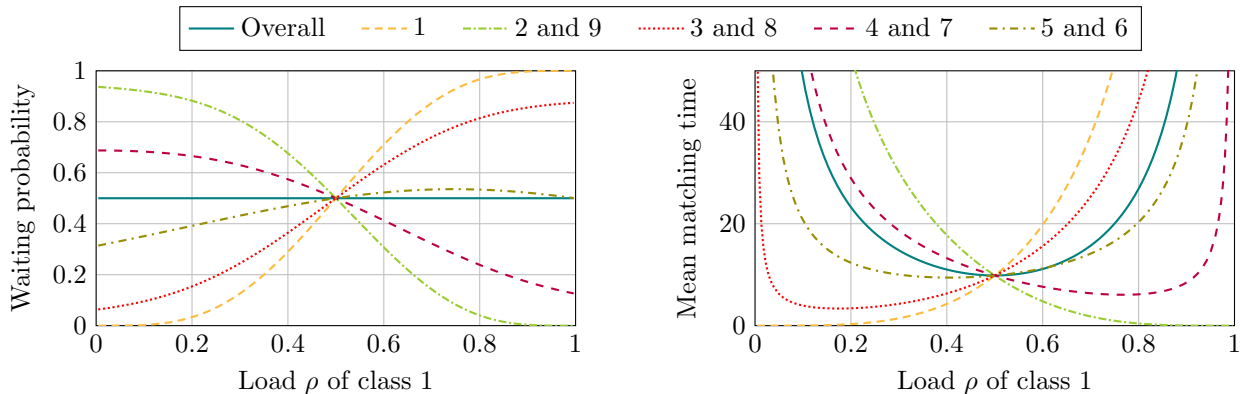 Overall 1 2 and 9 3 and 8 4 and 7 5 and 6
Waiting probability
1
0.8
0.6
0.4
0.2
0
0 0.2 0.4 0.6 0.8 1
Load ρ of class 1
Mean matching time
40
20
0
0 0.2 0.4 0.6 0.8 1
Load ρ of class 1